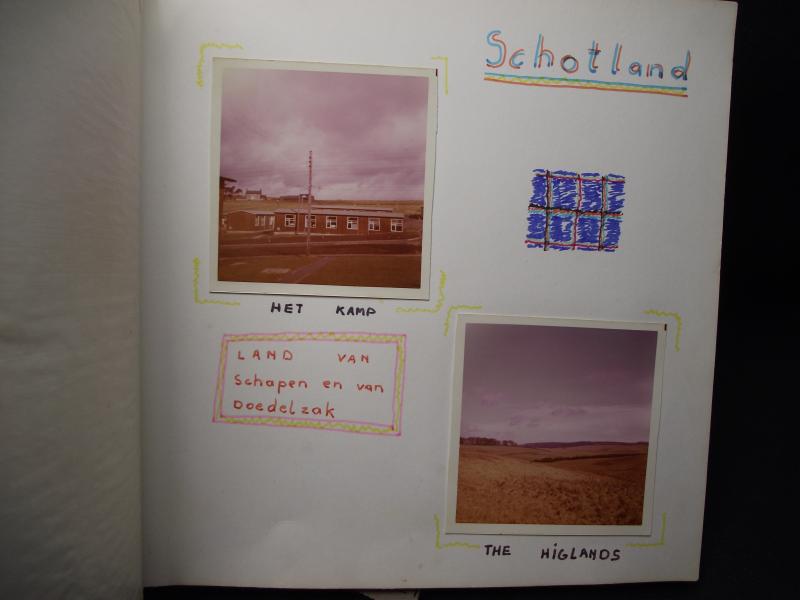 Schotland
HET KAMP
LAND VAN
Schapen en van
Doedelzak
THE HiGLANDS